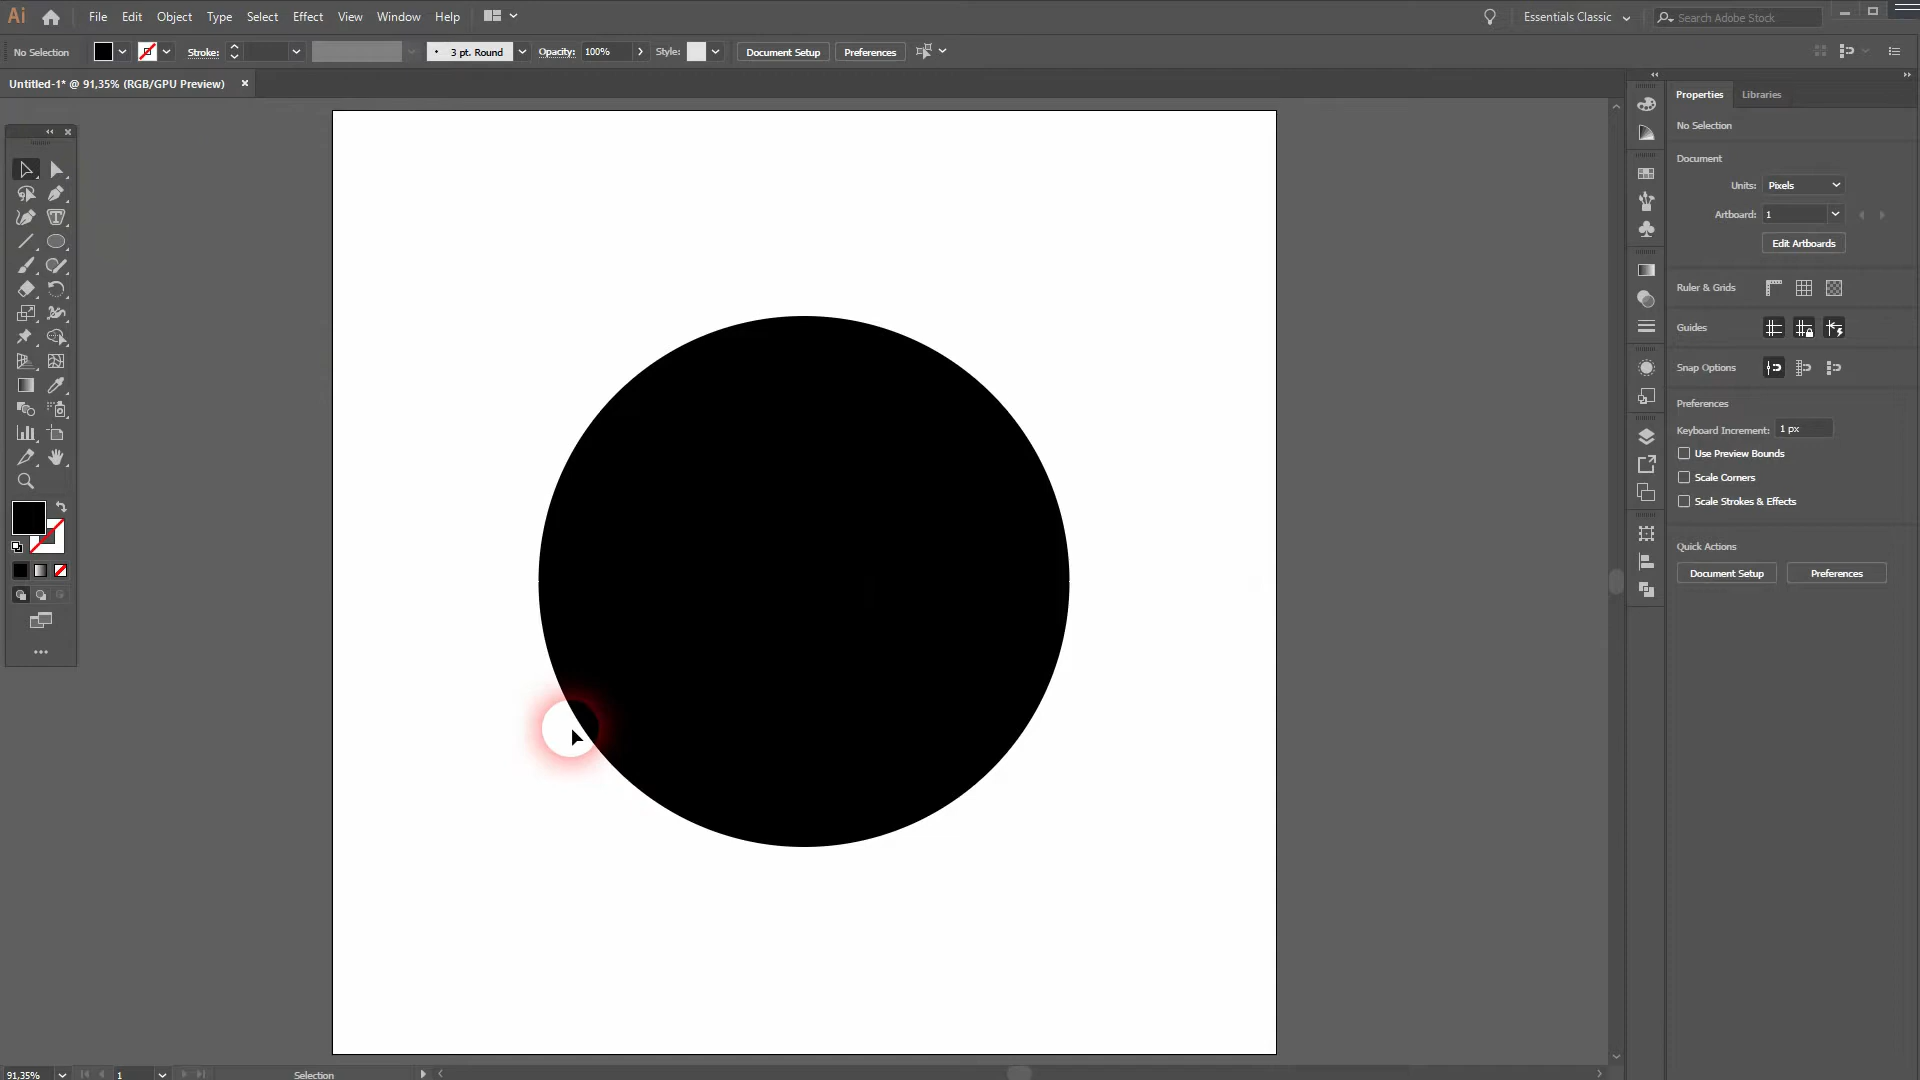 Ai File Edit Object Type Select Effect View Window Help Essentials Classic Search Adobe Stock
No Selection Stroke: 3 pt. Round Opacity: 100% Style: Document Setup Preferences
Untitled-1* @ 91,35% (RGB/GPU Preview)
Properties Libraries
No Selection
Document
Units: Pixels
Artboard: 1
Edit Artboards
Ruler & Grids
Guides
Snap Options
Preferences
Keyboard Increment: 1 px
Use Preview Bounds
Scale Corners
Scale Strokes & Effects
Quick Actions
Document Setup Preferences
91,35% 1 Selection